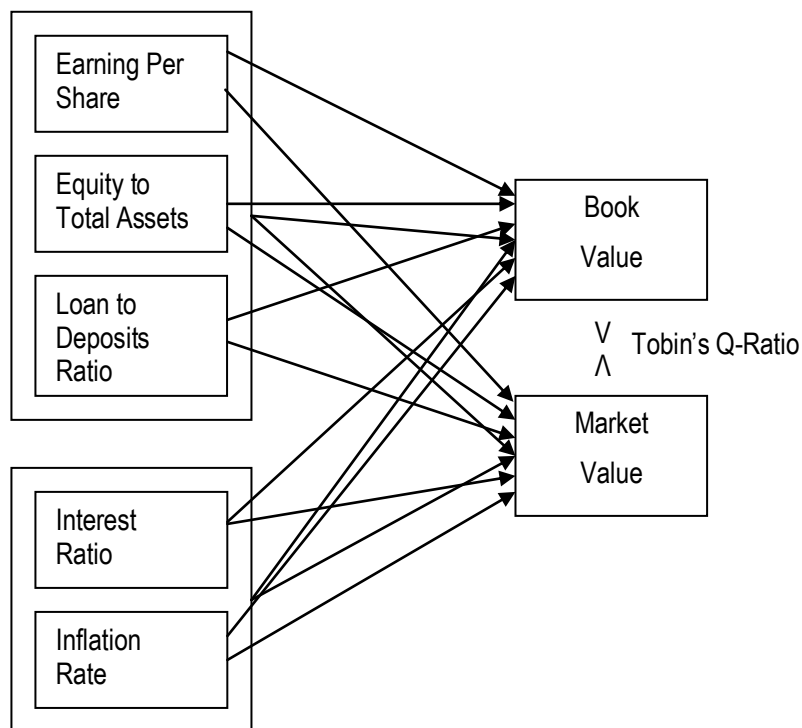 Earning Per
Share
Equity to
Total Assets
Loan to
Deposits
Ratio
Interest
Ratio
Inflation
Rate
Book
Value
V
Tobin’s Q-Ratio
Λ
Market
Value